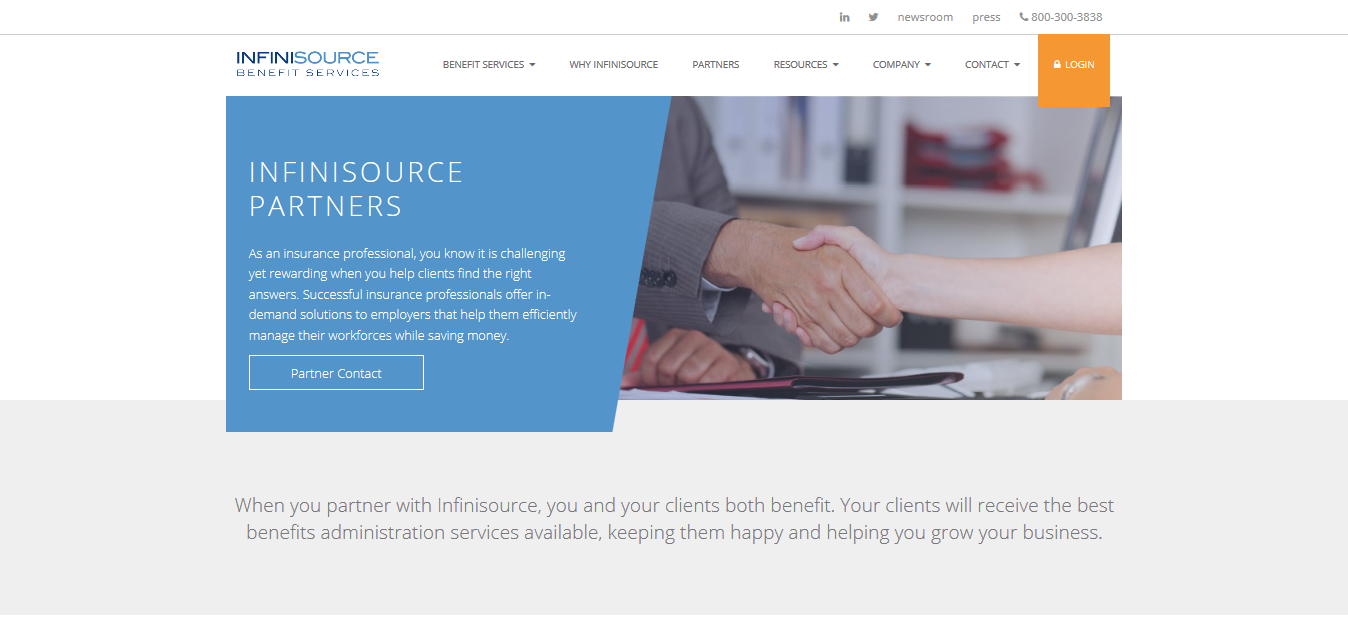 in
newsroom press 800-300-3838
INFINISOURCE
BENEFIT SERVICES
BENEFIT SERVICES WHY INFINISOURCE PARTNERS RESOURCES COMPANY CONTACT LOGIN
INFINISOURCE
PARTNERS
As an insurance professional, you know it is challenging
yet rewarding when you help clients find the right
answers. Successful insurance professionals offer in-
demand solutions to employers that help them efficiently
manage their workforces while saving money.
Partner Contact
When you partner with Infinisource, you and your clients both benefit. Your clients will receive the best
benefits administration services available, keeping them happy and helping you grow your business.